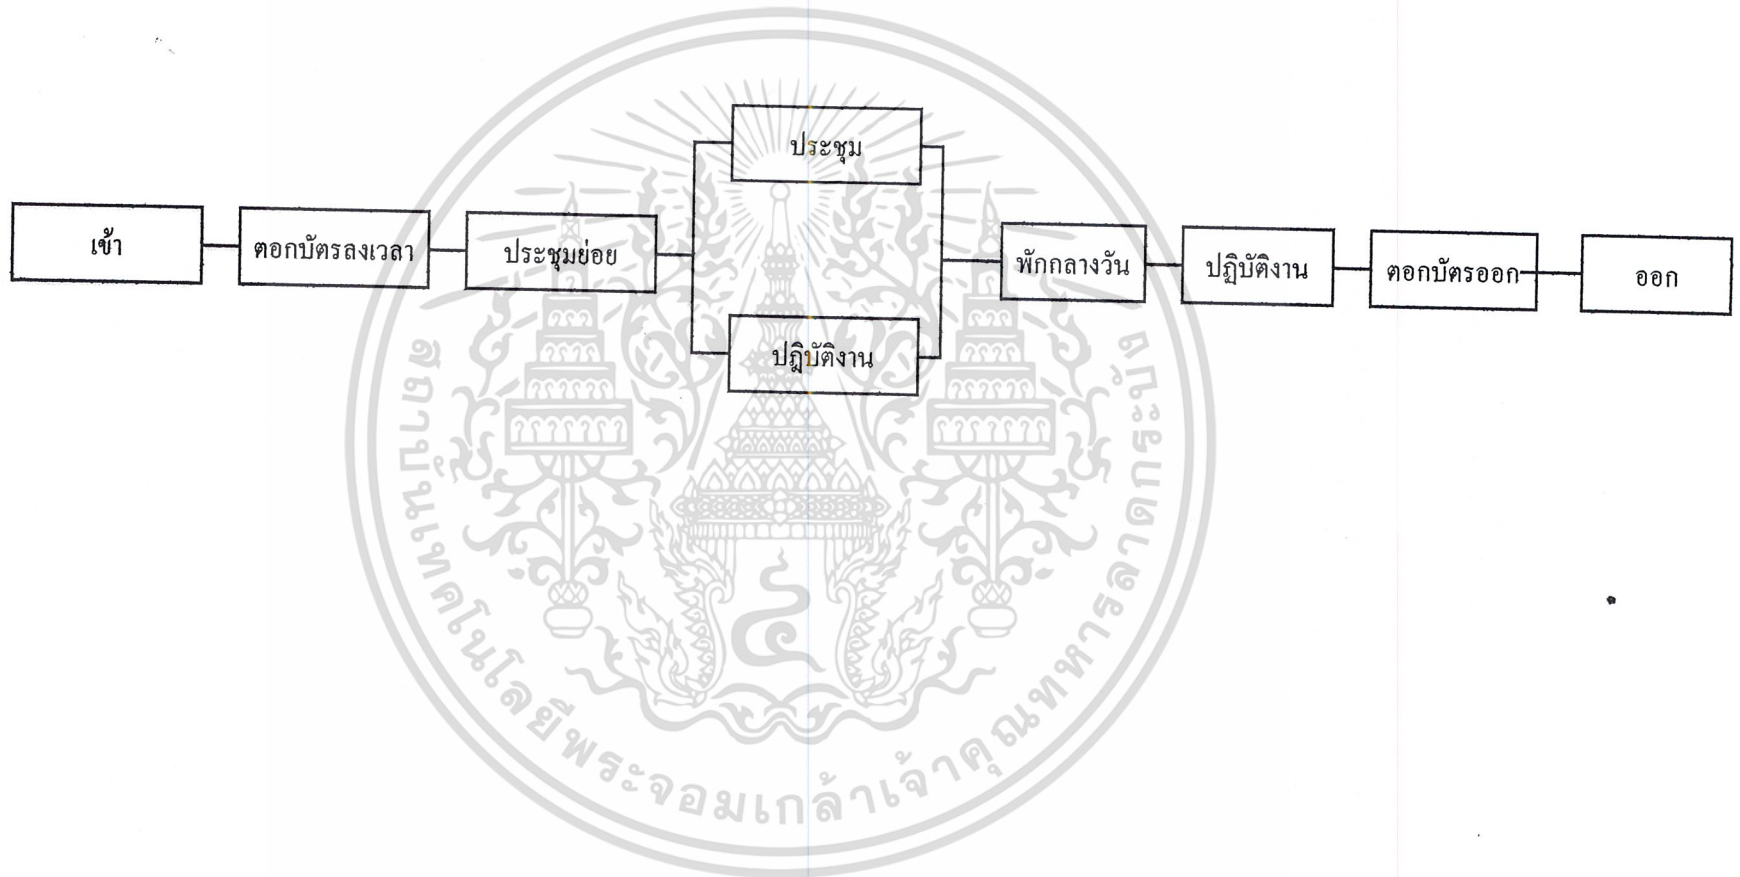 เข้า
ตอกบัตรลงเวลา
ประชุมย่อย
ประชุม
ปฎิบัติงาน
พักกลางวัน
ปฏิบัติงาน
ตอกบัตรออก
ออก
สถาบันเทคโนโลยีพระจอมเกล้าเจ้าคุณทหารลาดกระบัง